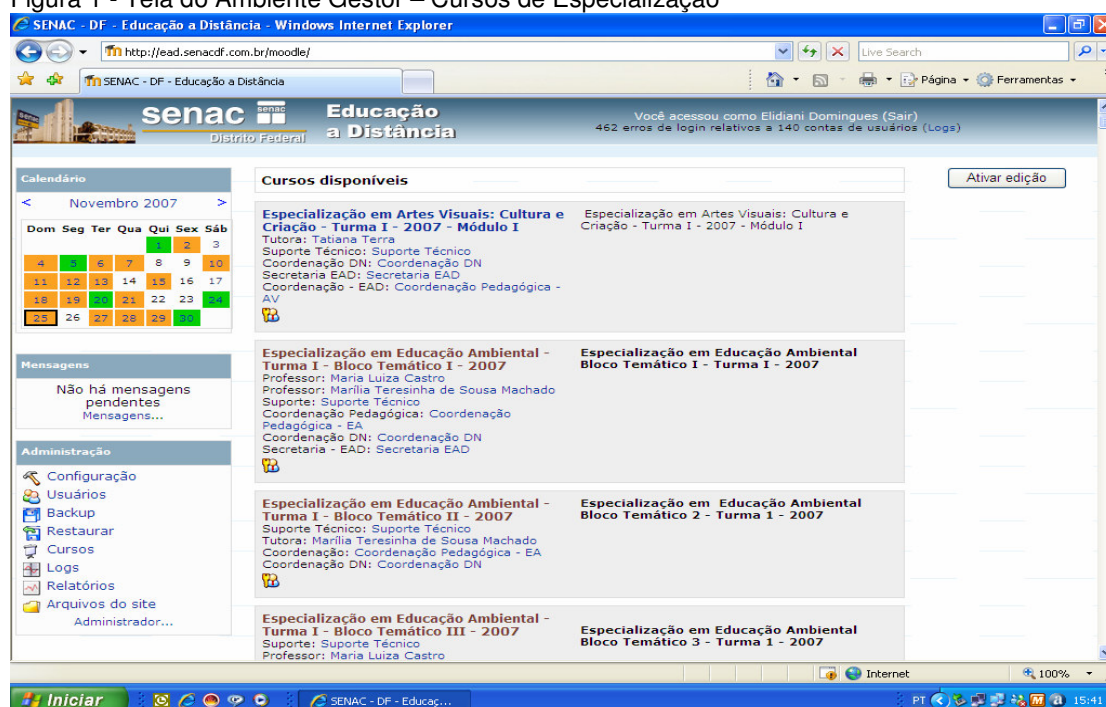 Figura 1 - Tela do Ambiente Gestor – Cursos de Especialização
SENAC - DF - Educação a Distância - Windows Internet Explorer
http://ead.senacdf.com.br/moodle/
Live Search
SENAC - DF - Educação a Distância
Página
Ferramentas
senac
senac
Distrito Federal
Educação
a Distância
Você acessou como Elidiani Domingues (Sair)
462 erros de login relativos a 140 contas de usuários (Logs)
Calendário
< Novembro 2007 >
Dom Seg Ter Qua Qui Sex Sáb
1 2 3
4 5 6 7 8 9 10
11 12 13 14 15 16 17
18 19 20 21 22 23 24
25 26 27 28 29 30
Mensagens
Não há mensagens
pendentes
Mensagens...
Administração
Configuração
Usuários
Backup
Restaurar
Cursos
Logs
Relatórios
Arquivos do site
Administrador...
Cursos disponíveis
Ativar edição
Especialização em Artes Visuais: Cultura e
Criação - Turma I - 2007 - Módulo I
Tutora: Tatiana Terra
Suporte Técnico: Suporte Técnico
Coordenação DN: Coordenação DN
Secretaria EAD: Secretaria EAD
Coordenação - EAD: Coordenação Pedagógica -
AV
Especialização em Artes Visuais: Cultura e
Criação - Turma I - 2007 - Módulo I
Especialização em Educação Ambiental -
Turma I - Bloco Temático I - 2007
Professor: Maria Luiza Castro
Professor: Marília Teresinha de Sousa Machado
Suporte: Suporte Técnico
Coordenação Pedagógica: Coordenação
Pedagógica - EA
Coordenação DN: Coordenação DN
Secretaria - EAD: Secretaria EAD
Especialização em Educação Ambiental
Bloco Temático I - Turma I - 2007
Especialização em Educação Ambiental -
Turma I - Bloco Temático II - 2007
Suporte Técnico: Suporte Técnico
Tutora: Marília Teresinha de Sousa Machado
Coordenação: Coordenação Pedagógica - EA
Coordenação DN: Coordenação DN
Especialização em Educação Ambiental
Bloco Temático 2 - Turma 1 - 2007
Especialização em Educação Ambiental -
Turma I - Bloco Temático III - 2007
Suporte: Suporte Técnico
Professor: Maria Luiza Castro
Especialização em Educação Ambiental
Bloco Temático 3 - Turma 1 - 2007
Internet
100%
Iniciar
SENAC - DF - Educaç...
PT
15:41